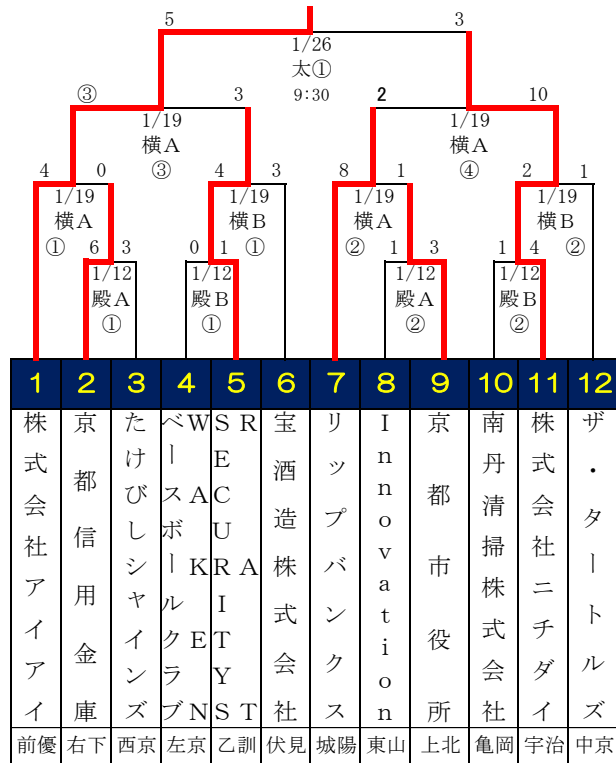 5 3
1/26
太①
9:30
③ 3 2 10
1/19 1/19
横A 横A
③ ④
4 0 4 3 8 1 2 1
1/19 1/19 1/19 1/19
横A 横B 横A 横B
① ① ② ②
6 3 0 1 1 3 1 4
1/12 1/12 1/12 1/12
殿A 殿B 殿A 殿B
① ① ② ②
1 2 3 4 5 6 7 8 9 10 11 12
株式会社アイアイ
京都信用金庫
たけびしシャインズ
WAKEN
ベースボールクラブ
RAT
SECURITYS
宝酒造株式会社
リップバンクス
Innovation
京都市役所
南丹清掃株式会社
株式会社ニチダイ
ザ・タートルズ
前優 右下 西京 左京 乙訓 伏見 城陽 東山 上北 亀岡 宇治 中京